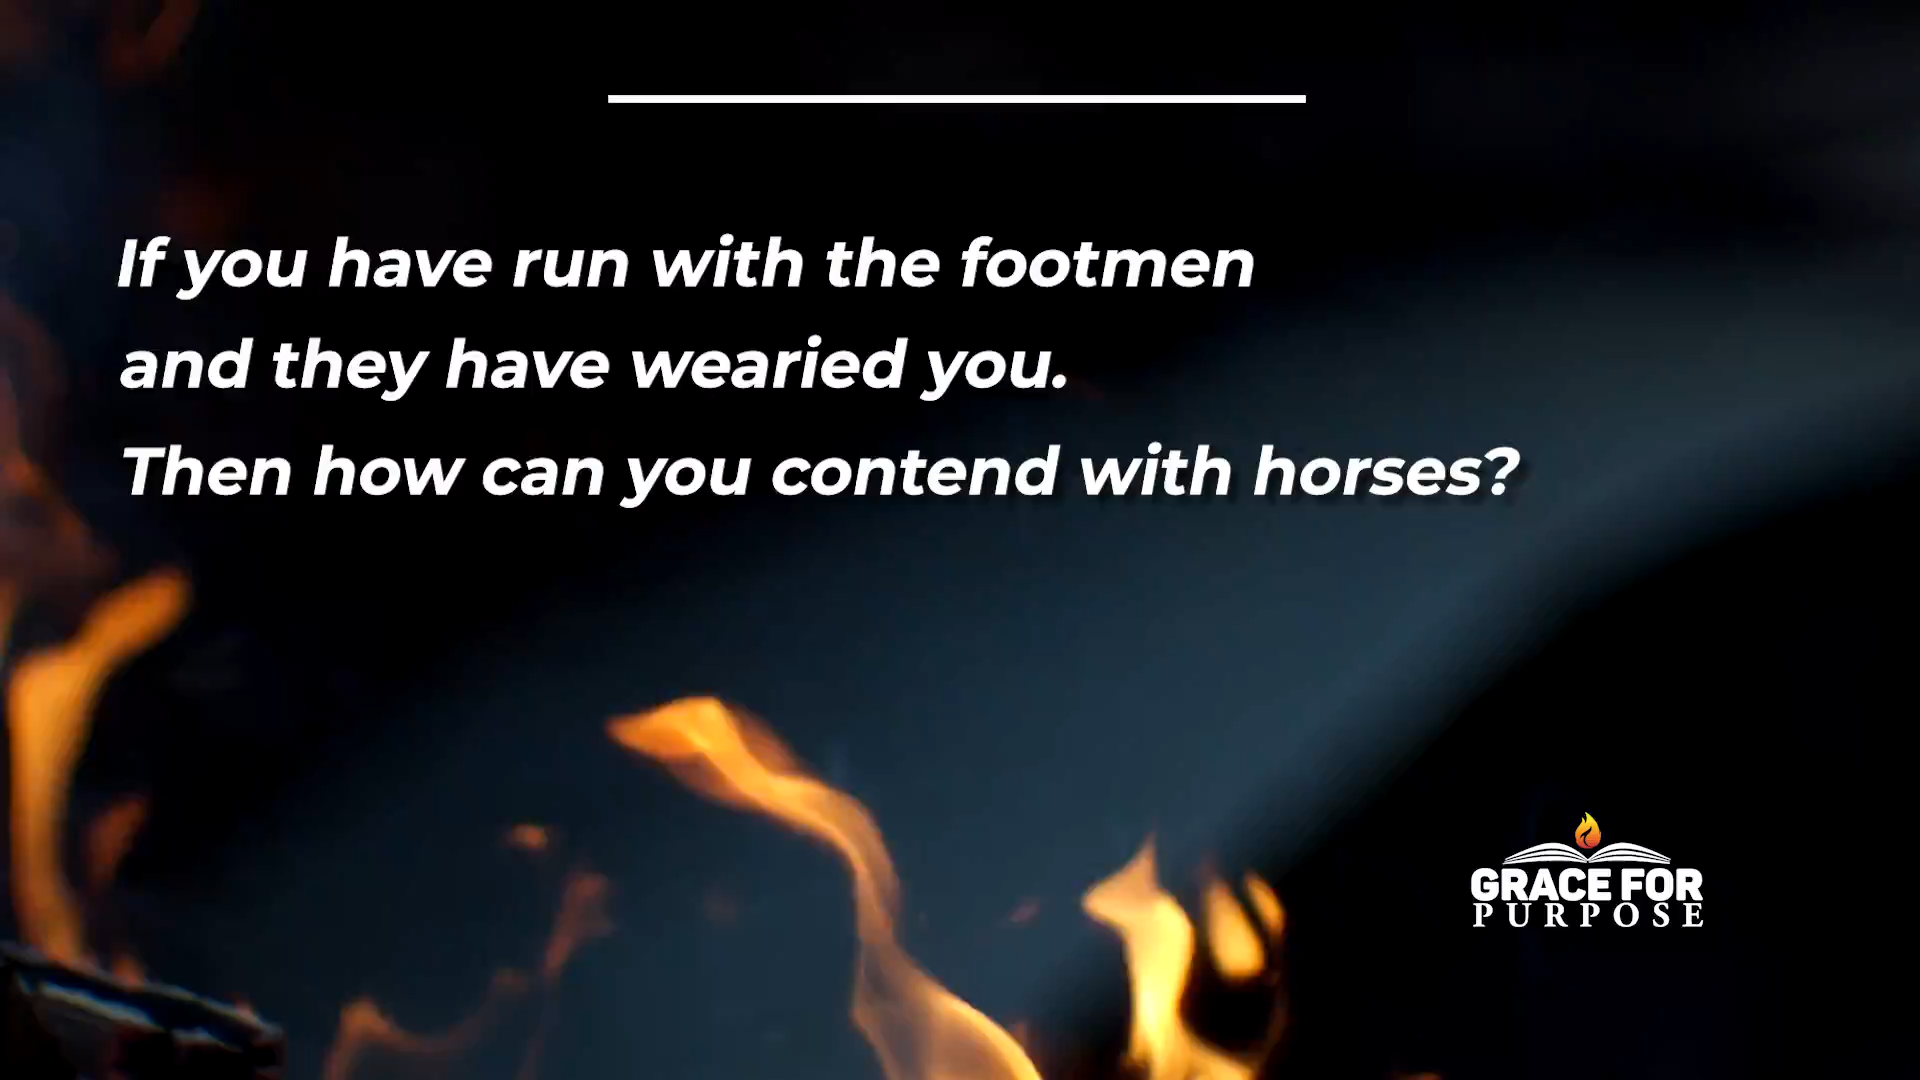 If you have run with the footmen
and they have wearied you.
Then how can you contend with horses?
GRACE FOR
PURPOSE